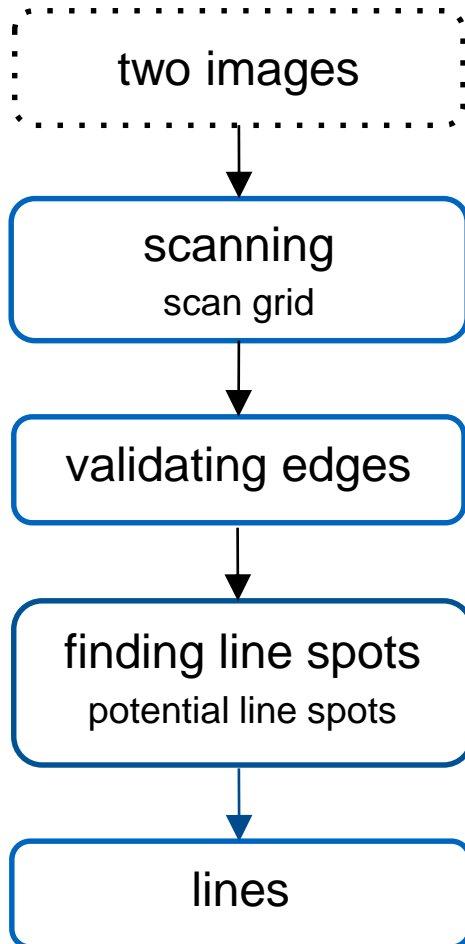 two images
scanning
scan grid
validating edges
finding line spots
potential line spots
lines